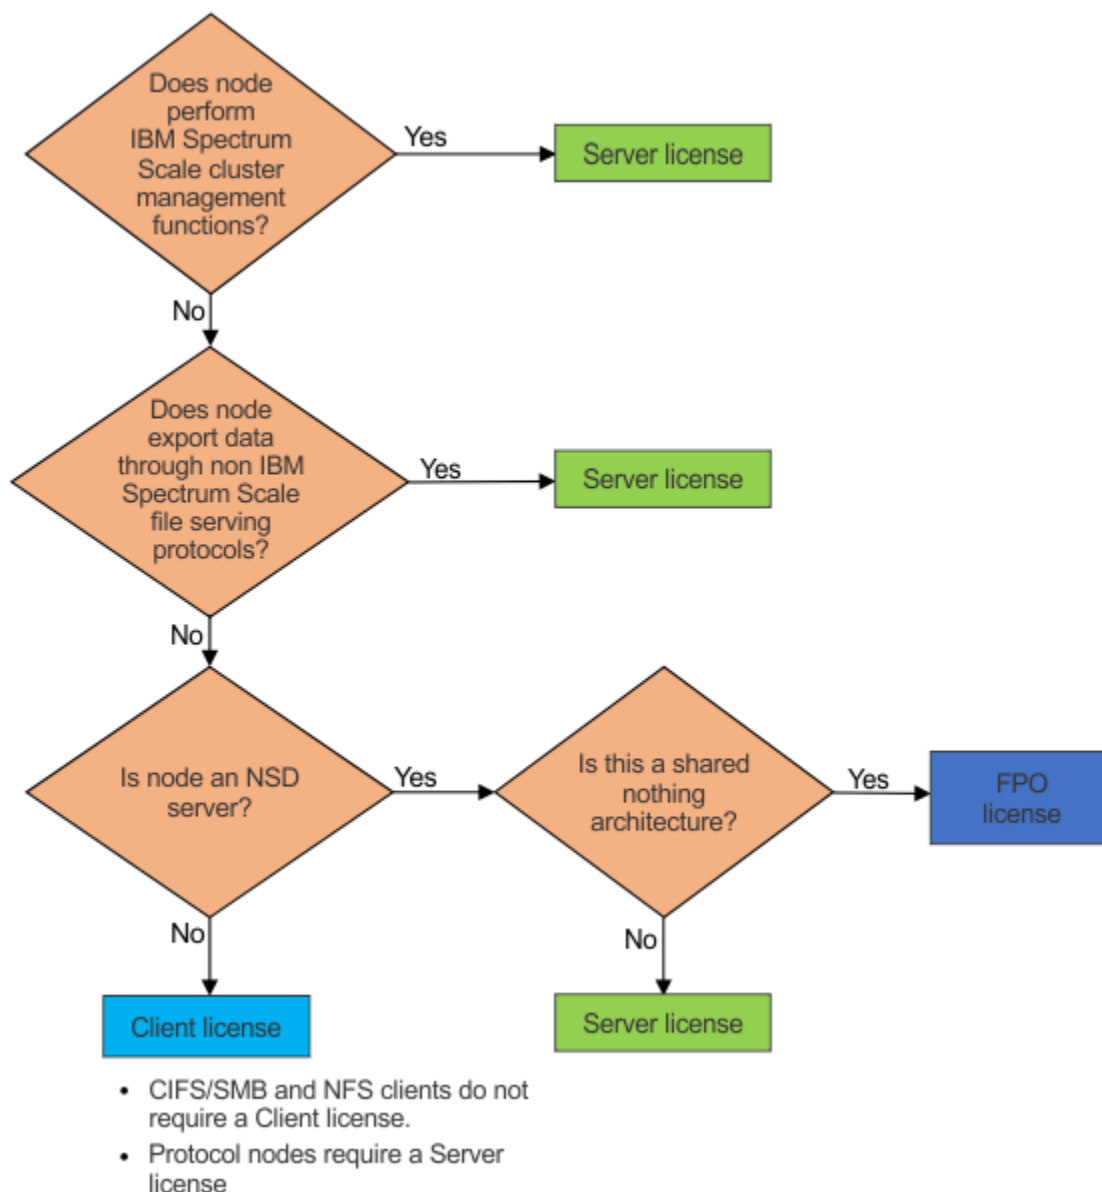 Does node
perform
IBM Spectrum
Scale cluster
management
functions?
Yes
Server license
No
Does node
export data
through non IBM
Spectrum Scale
file serving
protocols?
Yes
Server license
No
Is node an NSD
server?
Yes
Is this a shared
nothing
architecture?
Yes
FPO
license
No
No
Client license
Server license
• CIFS/SMB and NFS clients do not
require a Client license.
• Protocol nodes require a Server
license